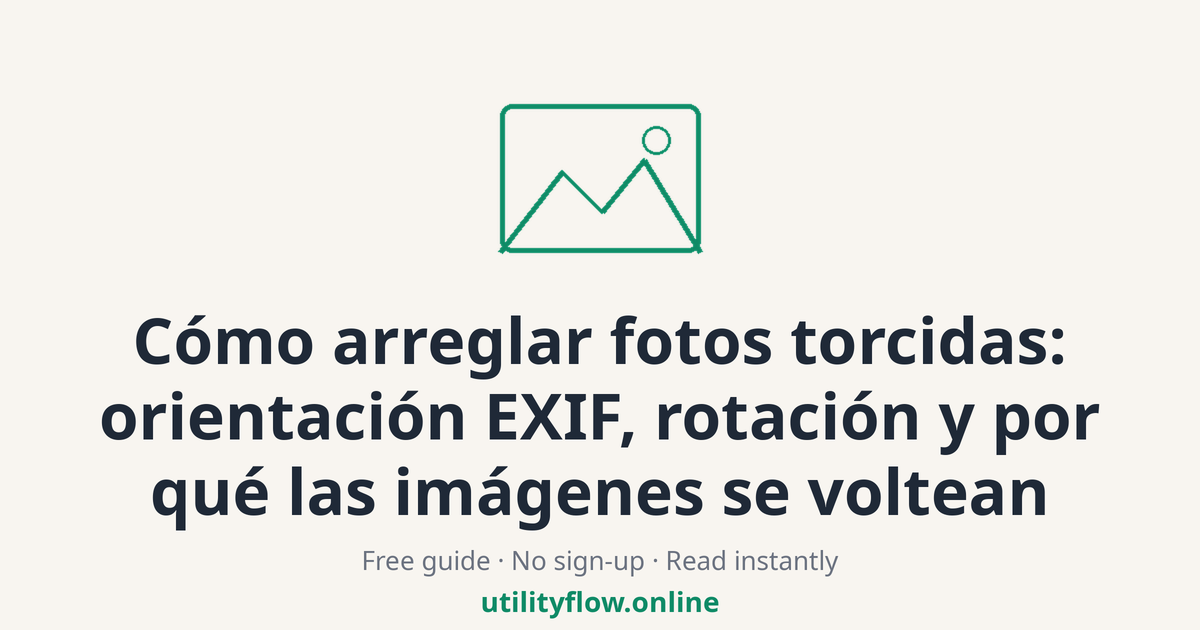 Cómo arreglar fotos torcidas:
orientación EXIF, rotación y por
qué las imágenes se voltean
Free guide · No sign-up · Read instantly
utilityflow.online